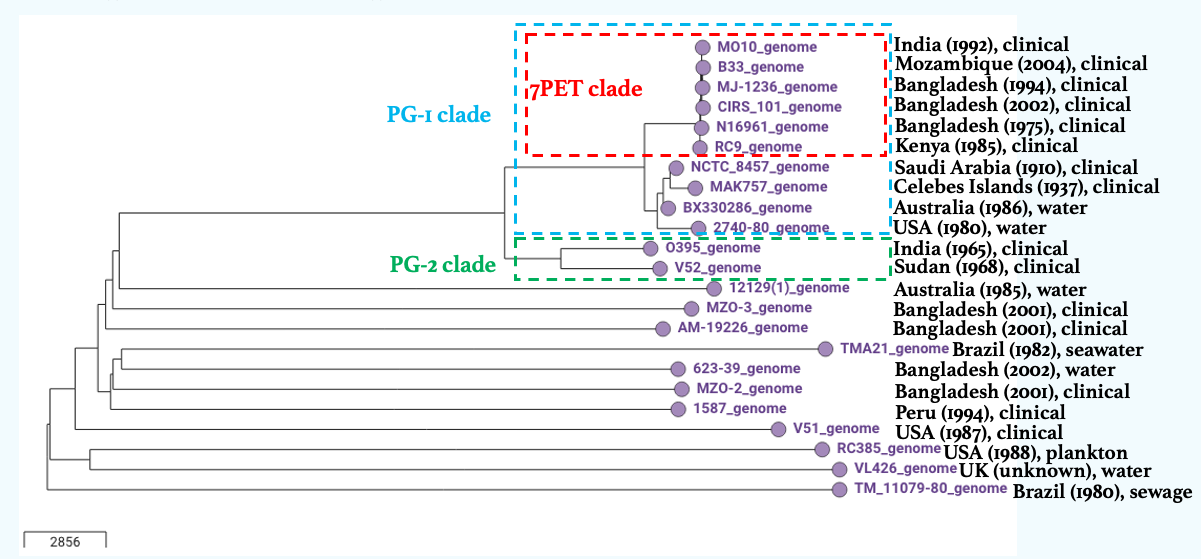 MO10_genome India (1992), clinical
B33_genome Mozambique (2004), clinical
7PET clade MJ-1236_genome Bangladesh (1994), clinical
CIRS_101_genome Bangladesh (2002), clinical
PG-1 clade
N16961_genome Bangladesh (1975), clinical
RC9_genome Kenya (1985), clinical
NCTC_8457_genome Saudi Arabia (1910), clinical
MAK757_genome Celebes Islands (1937), clinical
BX330286_genome Australia (1986), water
2740-80_genome USA (1980), water
O395_genome India (1965), clinical
PG-2 clade V52_genome Sudan (1968), clinical
12129(1)_genome Australia (1985), water
MZO-3_genome Bangladesh (2001), clinical
AM-19226_genome Bangladesh (2001), clinical
TMA21_genome Brazil (1982), seawater
623-39_genome Bangladesh (2002), water
MZO-2_genome Bangladesh (2001), clinical
1587_genome Peru (1994), clinical
V51_genome USA (1987), clinical
RC385_genome USA (1988), plankton
VL426_genome UK (unknown), water
TM_11079-80_genome Brazil (1980), sewage
2856